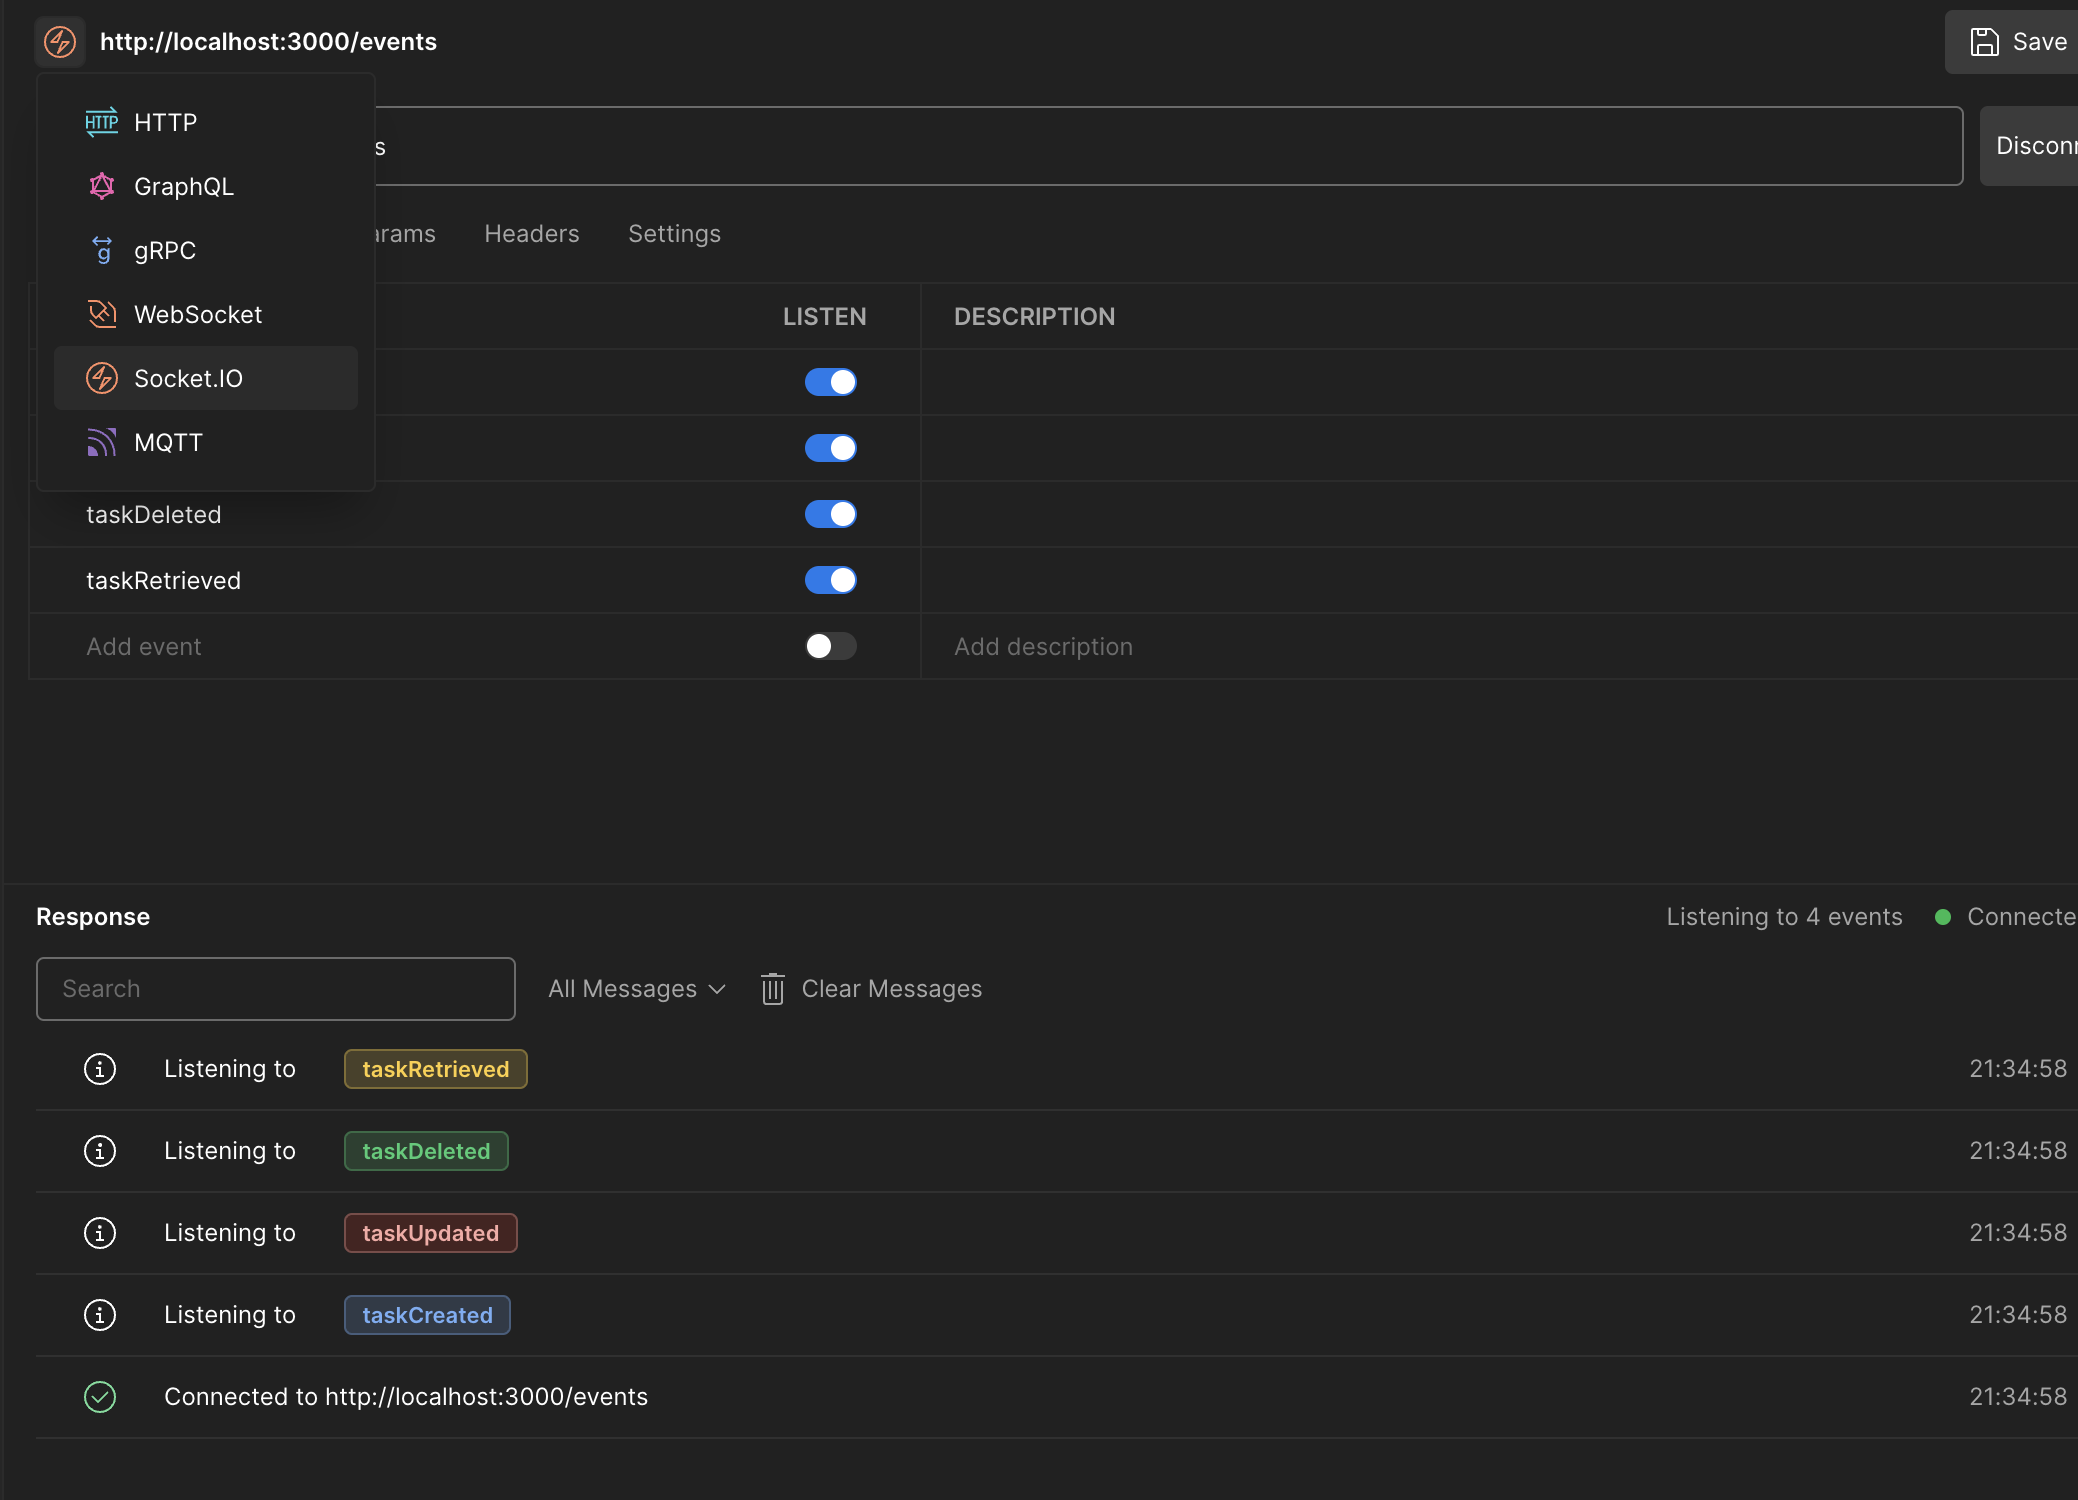 http://localhost:3000/events
Save
HTTP
GraphQL
gRPC
WebSocket
Socket.IO
MQTT
s
Disconn
arams Headers Settings
LISTEN DESCRIPTION
taskDeleted
taskRetrieved
Add event Add description
Response Listening to 4 events Connecte
Search All Messages Clear Messages
Listening to taskRetrieved 21:34:58
Listening to taskDeleted 21:34:58
Listening to taskUpdated 21:34:58
Listening to taskCreated 21:34:58
Connected to http://localhost:3000/events 21:34:58